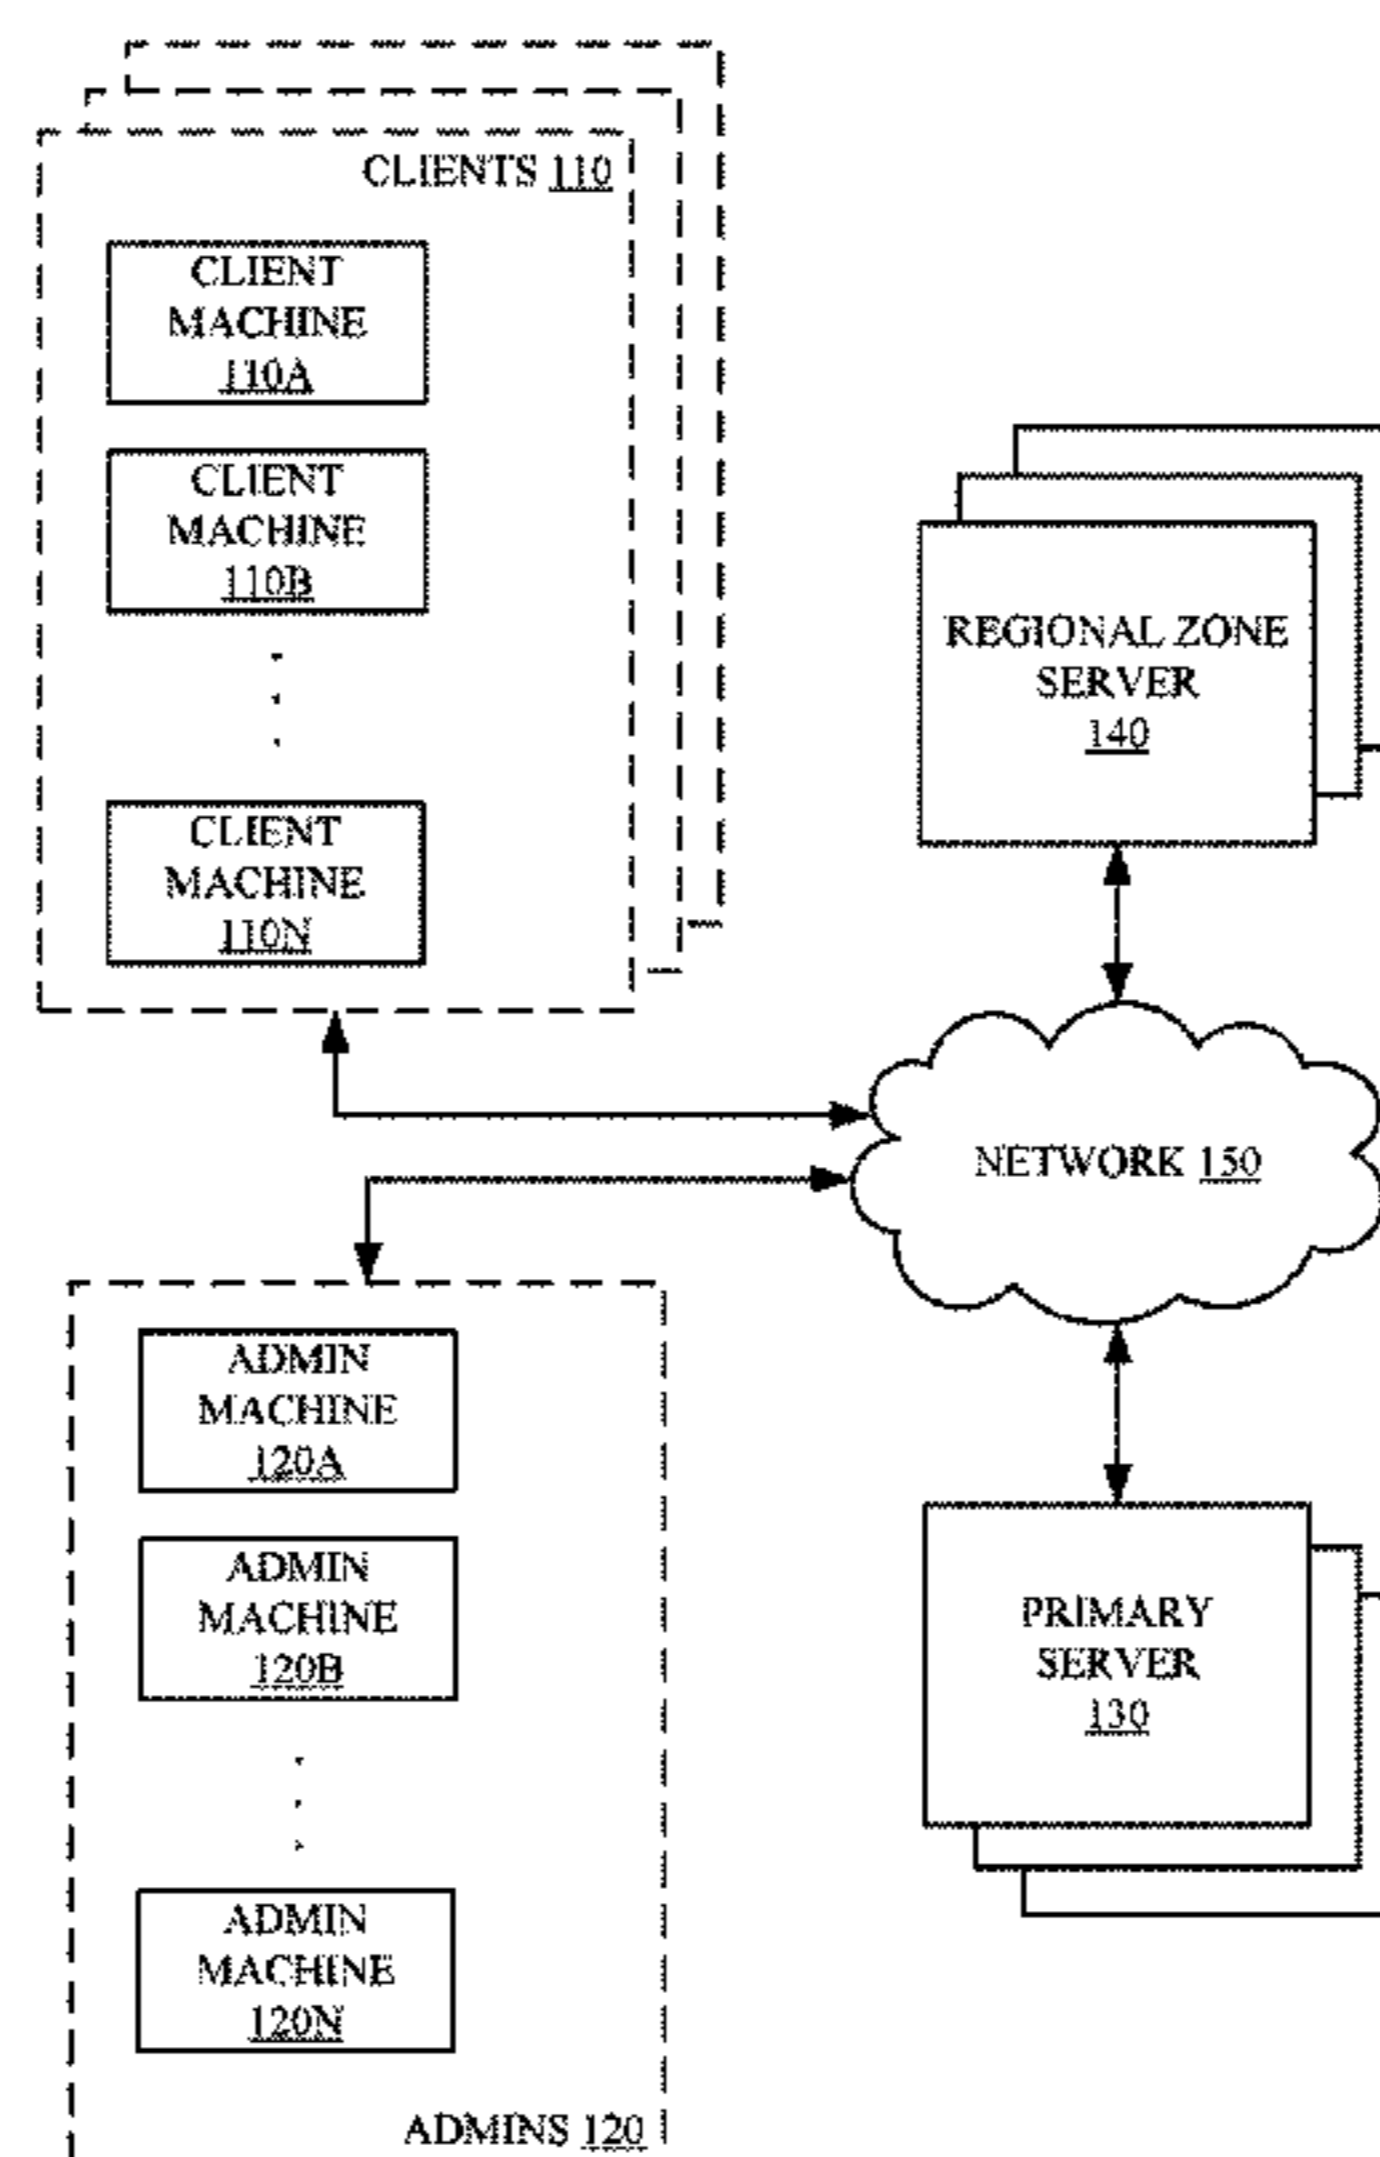 CLIENTS 110
CLIENT
MACHINE
110A
CLIENT
MACHINE
110B
CLIENT
MACHINE
110N
REGIONAL ZONE
SERVER
140
NETWORK 150
ADMIN
MACHINE
120A
ADMIN
MACHINE
120B
ADMIN
MACHINE
120N
ADMINS 120
PRIMARY
SERVER
130